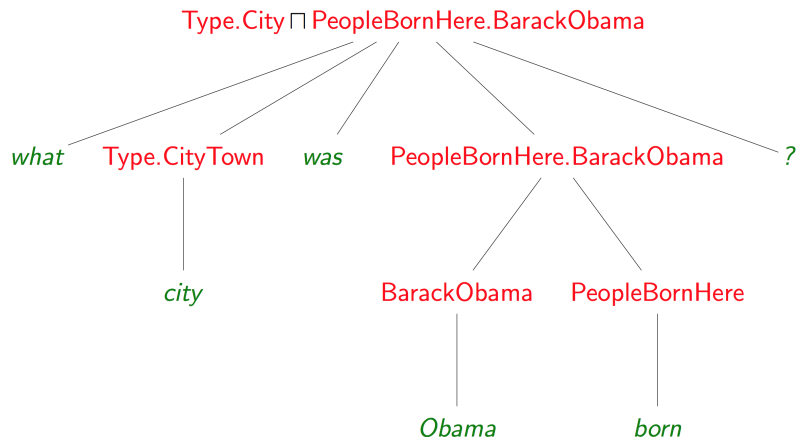 Type.City ⊓ PeopleBornHere.BarackObama
what Type.CityTown was PeopleBornHere.BarackObama ?
city BarackObama PeopleBornHere
Obama born